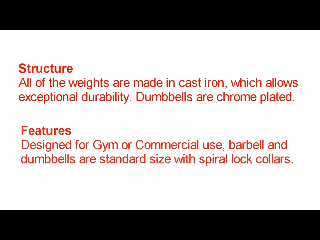 Structure
All of the weights are made in cast iron, which allows
exceptional durability. Dumbbells are chrome plated.
Features
Designed for Gym or Commercial use, barbell and
dumbbells are standard size with spiral lock collars.